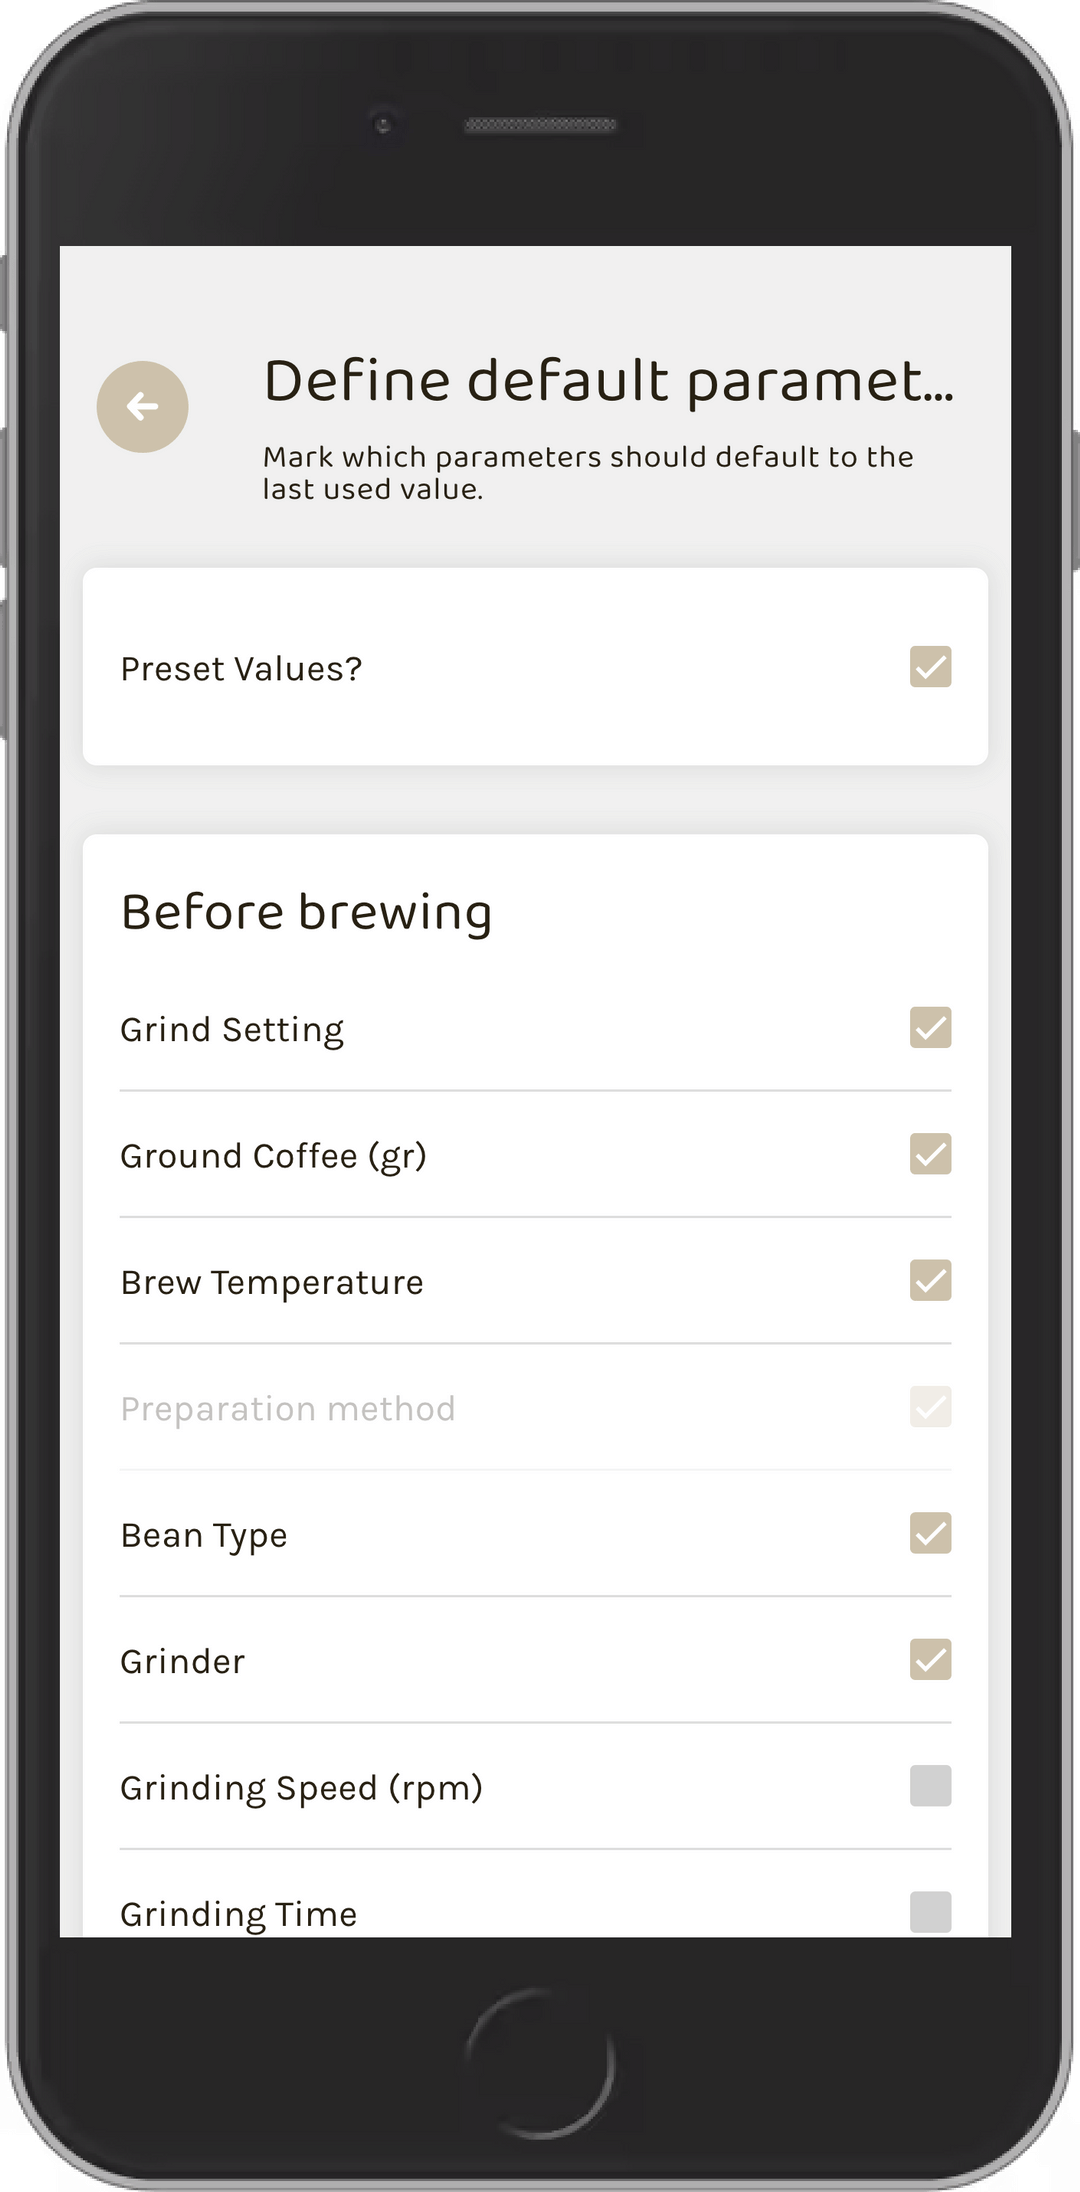 Define default paramet...
Mark which parameters should default to the
last used value.
Preset Values?
Before brewing
Grind Setting
Ground Coffee (gr)
Brew Temperature
Preparation method
Bean Type
Grinder
Grinding Speed (rpm)
Grinding Time